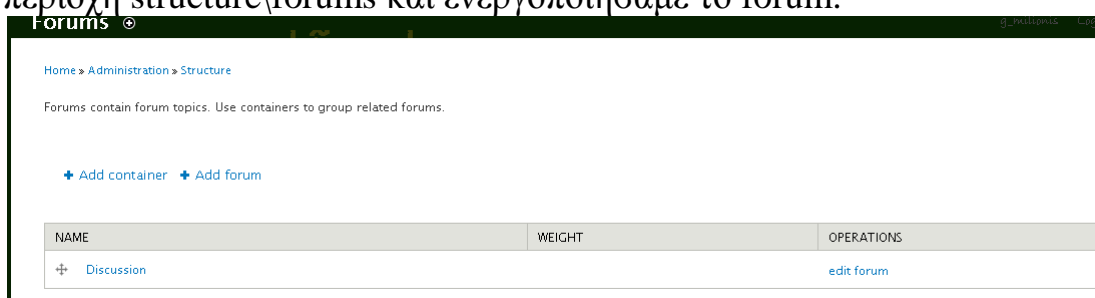 περιοχή structure\forums και ενεργοποιήσαμε το forum.
Forums
g_milionis
Home » Administration » Structure
Forums contain forum topics. Use containers to group related forums.
Add container Add forum
NAME WEIGHT OPERATIONS
Discussion edit forum